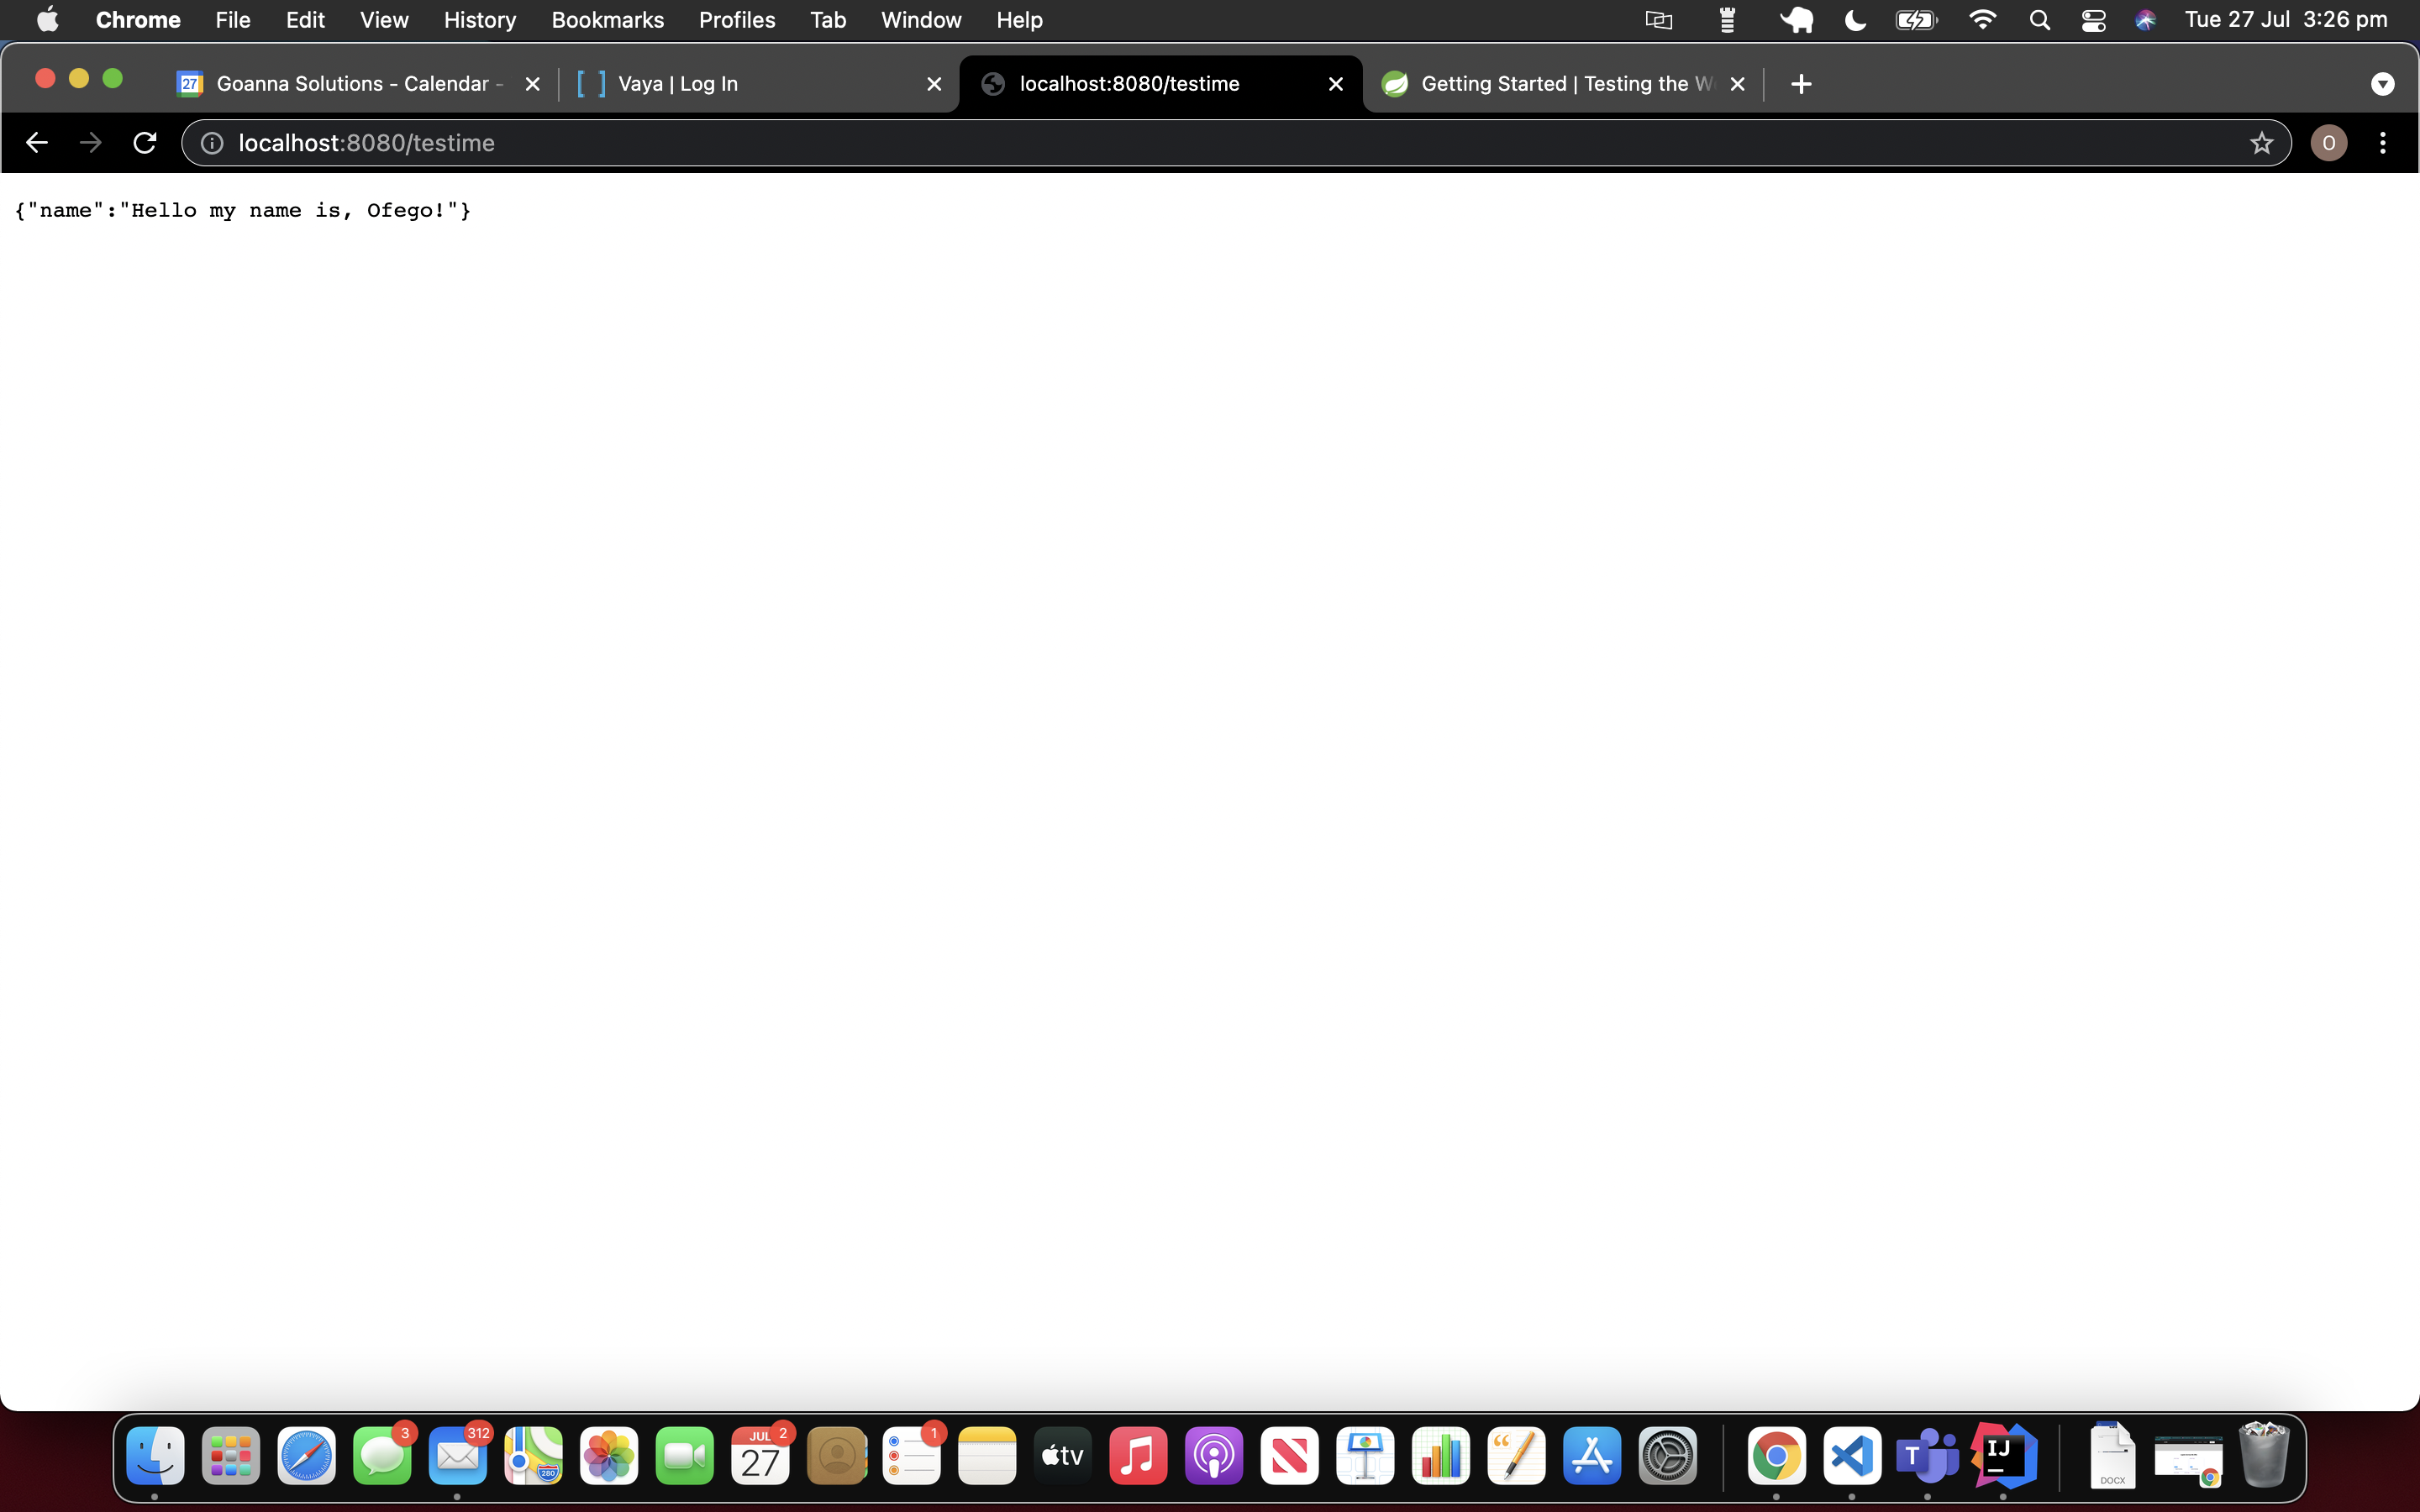 Chrome File Edit View History Bookmarks Profiles Tab Window Help Tue 27 Jul 3:26 pm
27 Goanna Solutions - Calendar - Vaya | Log In localhost:8080/testime Getting Started | Testing the W
localhost:8080/testime O
{"name":"Hello my name is, Ofego!"}
3 312 280 JUL 2 27 1 tv T IJ DOCX